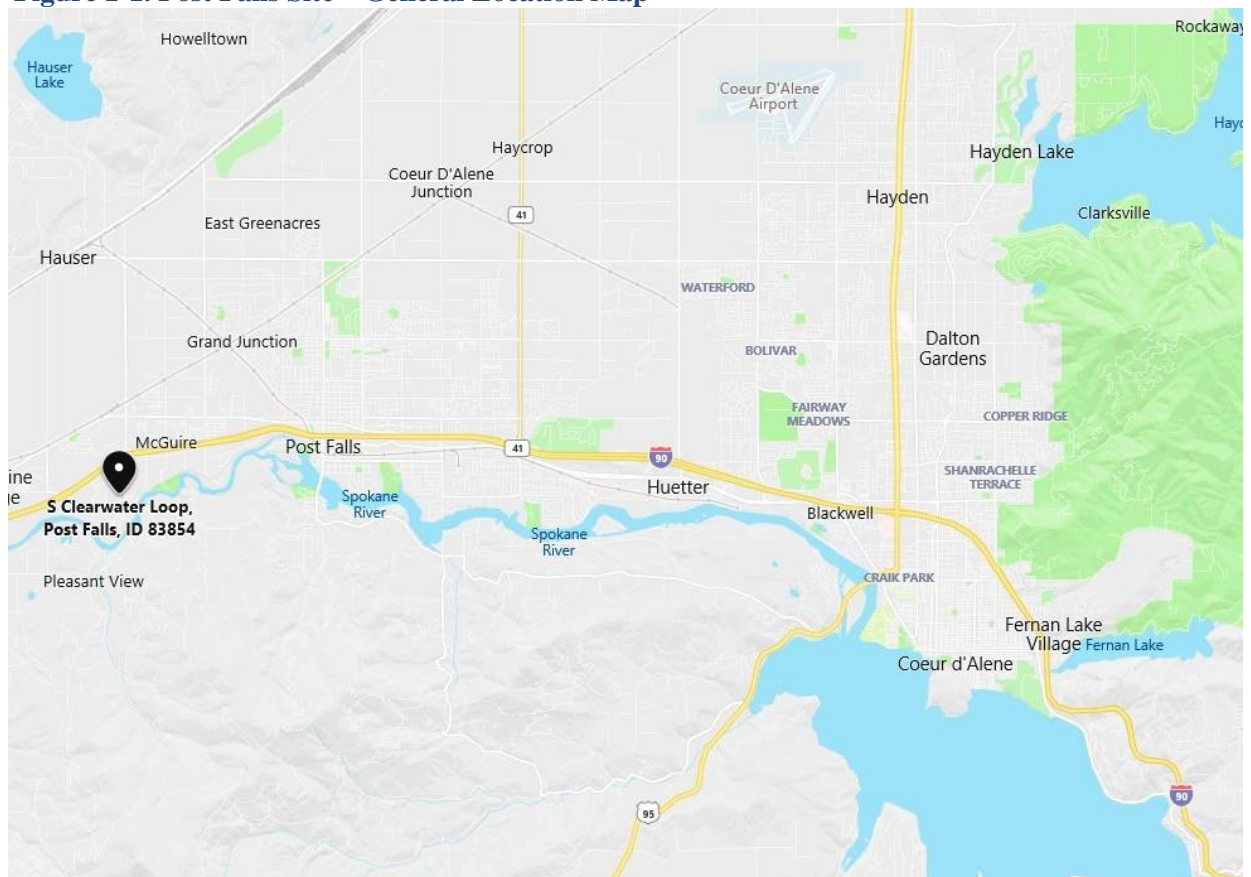 Figure 1-1. Post Falls Site – General Location Map
Howelltown
Rockaway
Hauser
Lake
Coeur D'Alene
Airport
Hayd
Haycrop
Hayden Lake
Coeur D'Alene
Junction
Hayden
41
Clarksville
East Greenacres
Hauser
WATERFORD
Grand Junction
Dalton
Gardens
BOLIVAR
FAIRWAY
MEADOWS
COPPER RIDGE
McGuire
Post Falls
41
90
ine
ge
SHANRACHELLE
TERRACE
Huetter
S Clearwater Loop,
Post Falls, ID 83854
Spokane
River
Blackwell
Spokane
River
Pleasant View
CRAIK PARK
Fernan Lake
Village
Fernan Lake
Coeur d'Alene
90
95